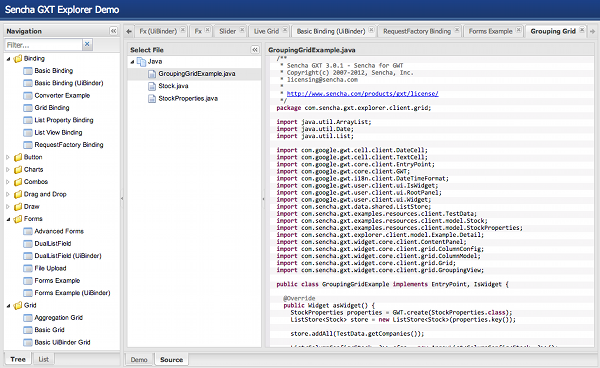 Sencha GXT Explorer Demo
Navigation
Filter...
Binding
Basic Binding
Basic Binding (UiBinder)
Converter Example
Grid Binding
List Property Binding
List View Binding
RequestFactory Binding
Button
Charts
Combos
Drag and Drop
Draw
Forms
Advanced Forms
DualListField
DualListField (UiBinder)
File Upload
Forms Example
Forms Example (UiBinder)
Grid
Aggregation Grid
Basic Grid
Basic UiBinder Grid
Tree List
Fx (UiBinder) Fx Slider Live Grid Basic Binding (UiBinder) RequestFactory Binding Forms Example Grouping Grid
Select File
Java
GroupingGridExample.java
Stock.java
StockProperties.java
GroupingGridExample.java
/**
* Sencha GXT 3.0.1 - Sencha for GWT
* Copyright(c) 2007-2012, Sencha, Inc.
* licensing@sencha.com
*
* http://www.sencha.com/products/gxt/license/
*/
package com.sencha.gxt.explorer.client.grid;
import java.util.ArrayList;
import java.util.Date;
import java.util.List;
import com.google.gwt.cell.client.DateCell;
import com.google.gwt.cell.client.TextCell;
import com.google.gwt.core.client.EntryPoint;
import com.google.gwt.core.client.GWT;
import com.google.gwt.i18n.client.DateTimeFormat;
import com.google.gwt.user.client.ui.IsWidget;
import com.google.gwt.user.client.ui.RootPanel;
import com.google.gwt.user.client.ui.Widget;
import com.sencha.gxt.data.shared.ListStore;
import com.sencha.gxt.examples.resources.client.TestData;
import com.sencha.gxt.examples.resources.client.model.Stock;
import com.sencha.gxt.examples.resources.client.model.StockProperties;
import com.sencha.gxt.explorer.client.model.Example.Detail;
import com.sencha.gxt.widget.core.client.ContentPanel;
import com.sencha.gxt.widget.core.client.grid.ColumnConfig;
import com.sencha.gxt.widget.core.client.grid.ColumnModel;
import com.sencha.gxt.widget.core.client.grid.Grid;
import com.sencha.gxt.widget.core.client.grid.GroupingView;
public class GroupingGridExample implements EntryPoint, IsWidget {
@Override
public Widget asWidget() {
StockProperties properties = GWT.create(StockProperties.class);
ListStore<Stock> store = new ListStore<Stock>(properties.key());
store.addAll(TestData.getCompanies());
Demo Source